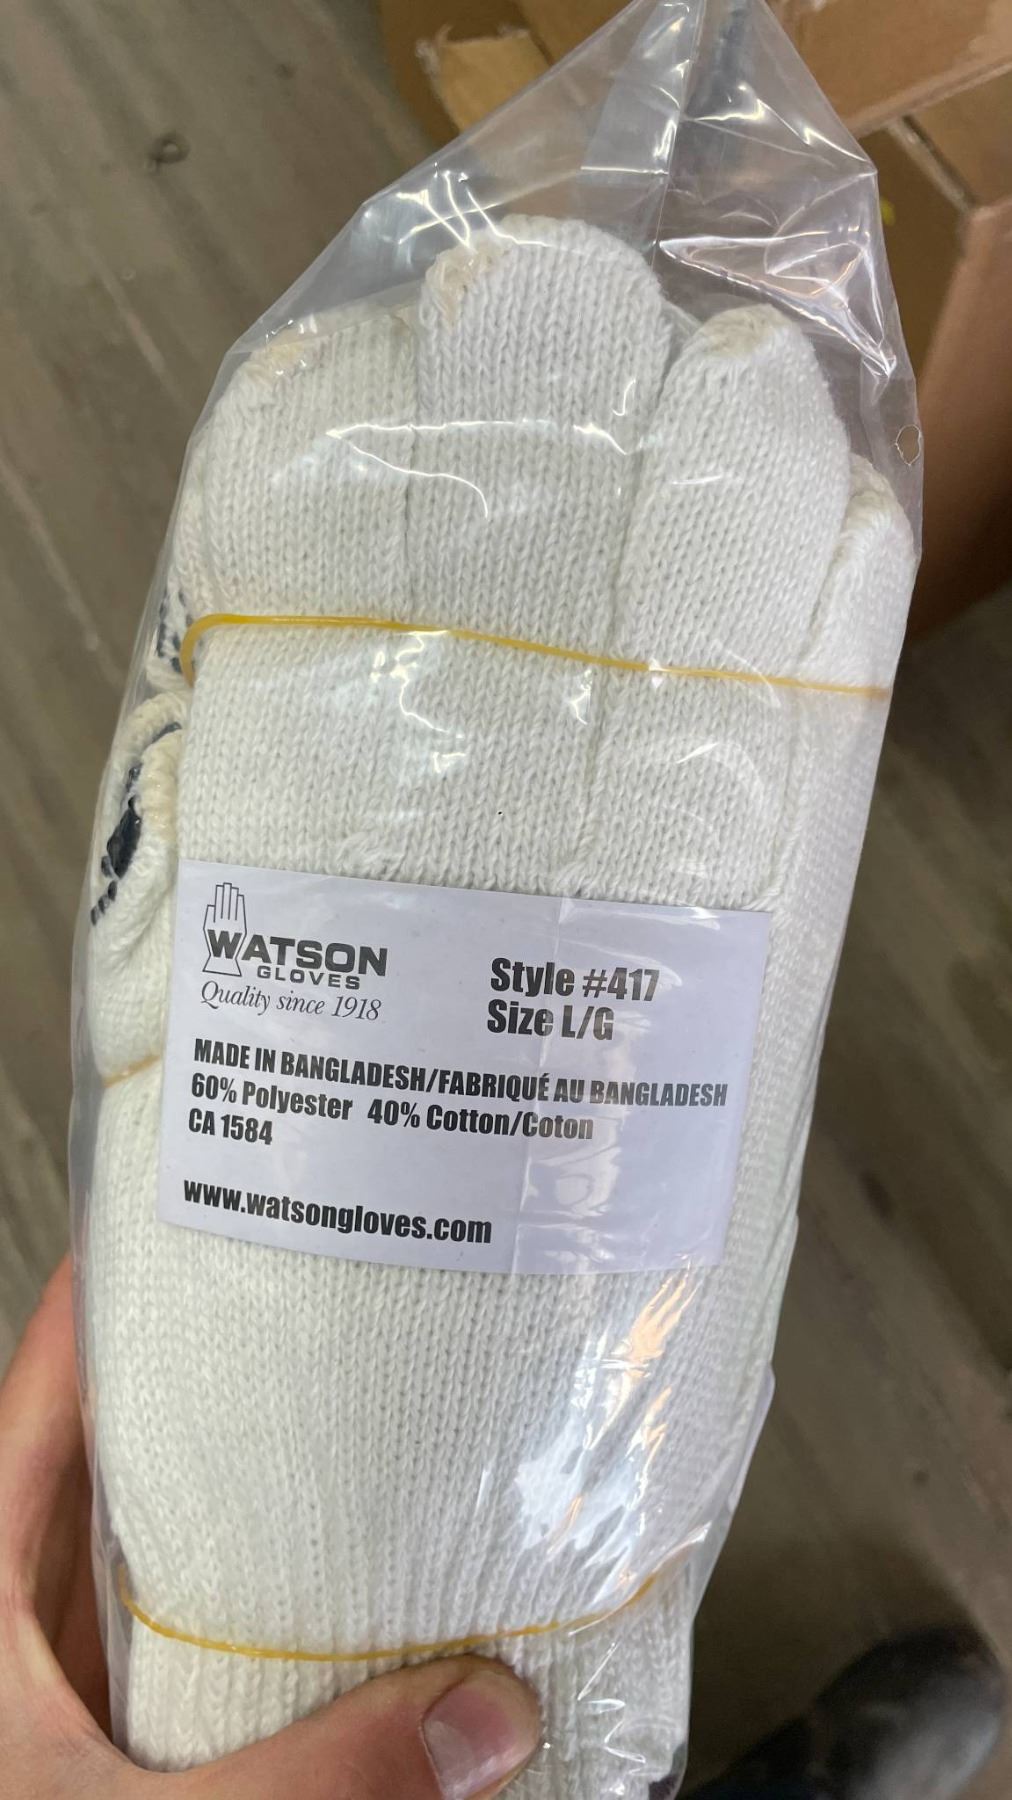 WATSON
GLOVES
Quality since 1918
Style #417
Size L/G
MADE IN BANGLADESH/FABRIQUÉ AU BANGLADESH
60% Polyester 40% Cotton/Coton
CA 1584
www.watsongloves.com